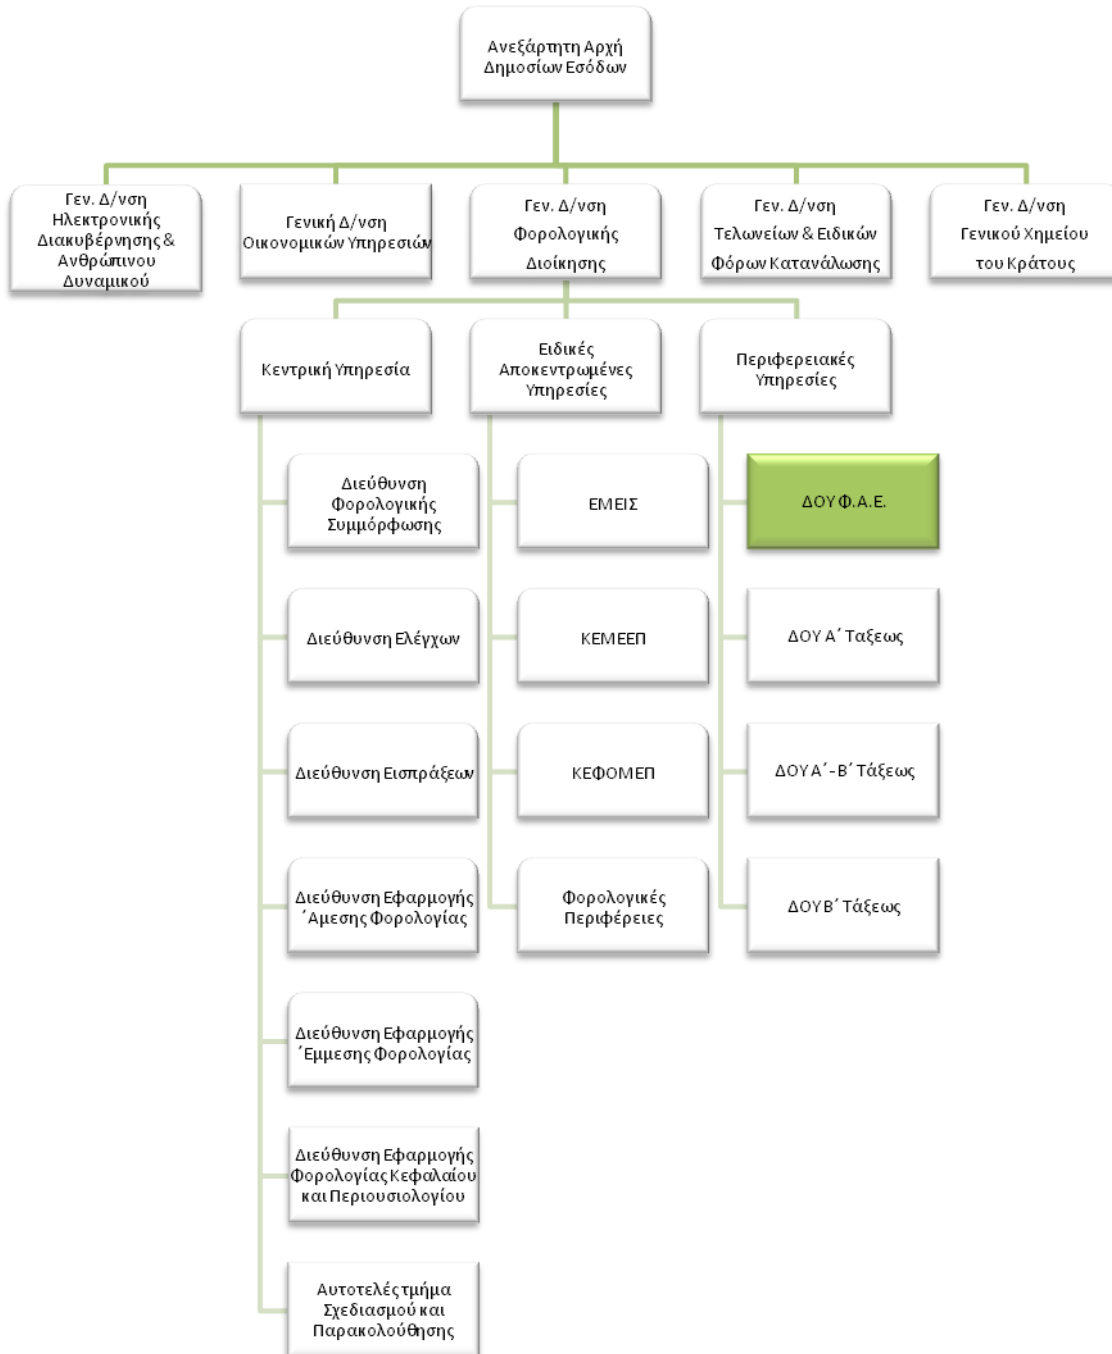 Ανεξάρτητη Αρχή
Δημοσίων Εσόδων
Γεν. Δ/νση
Ηλεκτρονικής
Διακυβέρνησης &
Ανθρώπινου
Δυναμικού
Γενική Δ/νση
Οικονομικών Υπηρεσιών
Γεν. Δ/νση
Φορολογικής
Διοίκησης
Γεν. Δ/νση
Τελωνείων & Ειδικών
Φόρων Κατανάλωσης
Γεν. Δ/νση
Γενικού Χημείου
του Κράτους
Κεντρική Υπηρεσία
Ειδικές
Αποκεντρωμένες
Υπηρεσίες
Περιφερειακές
Υπηρεσίες
Διεύθυνση
Φορολογικής
Συμμόρφωσης
Διεύθυνση Ελέγχων
Διεύθυνση Εισπράξεων
Διεύθυνση Εφαρμογής
΄Αμεσης Φορολογίας
Διεύθυνση Εφαρμογής
΄Εμμεσης Φορολογίας
Διεύθυνση Εφαρμογής
Φορολογίας Κεφαλαίου
και Περιουσιολογίου
Αυτοτελές τμήμα
Σχεδιασμού και
Παρακολούθησης
ΕΜΕΙΣ
ΚΕΜΕΕΠ
ΚΕΦΟΜΕΠ
Φορολογικές
Περιφέρειες
ΔΟΥ Φ.Α.Ε.
ΔΟΥ Α΄ Ταξεως
ΔΟΥ Α΄-Β΄ Τάξεως
ΔΟΥ Β΄ Τάξεως